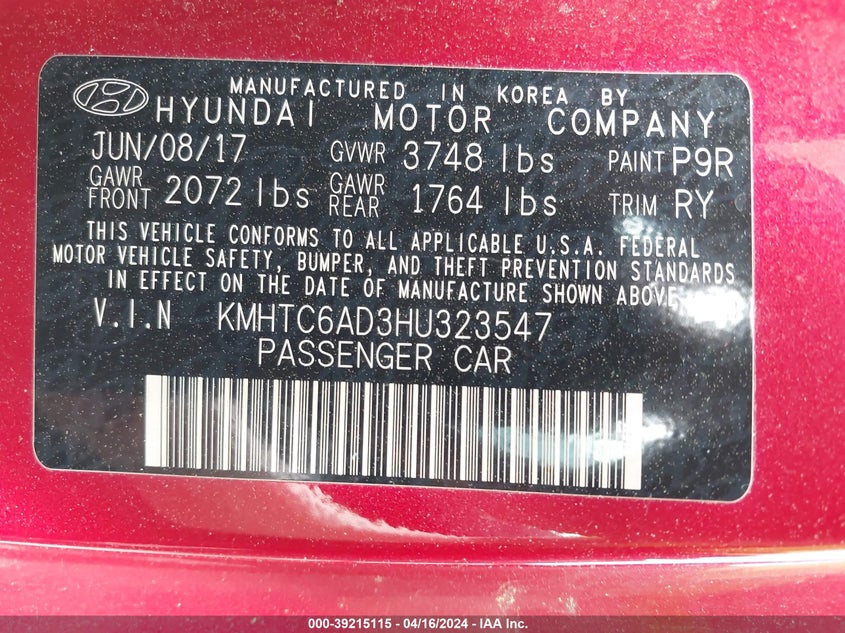 MANUFACTURED IN KOREA BY
HYUNDAI MOTOR COMPANY
JUN/08/17 GVWR 3748 lbs PAINT P9R
GAWR FRONT 2072 lbs GAWR REAR 1764 lbs TRIM RY
THIS VEHICLE CONFORMS TO ALL APPLICABLE U.S.A. FEDERAL
MOTOR VEHICLE SAFETY, BUMPER, AND THEFT PREVENTION STANDARDS
IN EFFECT ON THE DATE OF MANUFACTURE SHOWN ABOVE.
V.I.N KMHTC6AD3HU323547
PASSENGER CAR
000-39215115 - 04/16/2024 - IAA Inc.